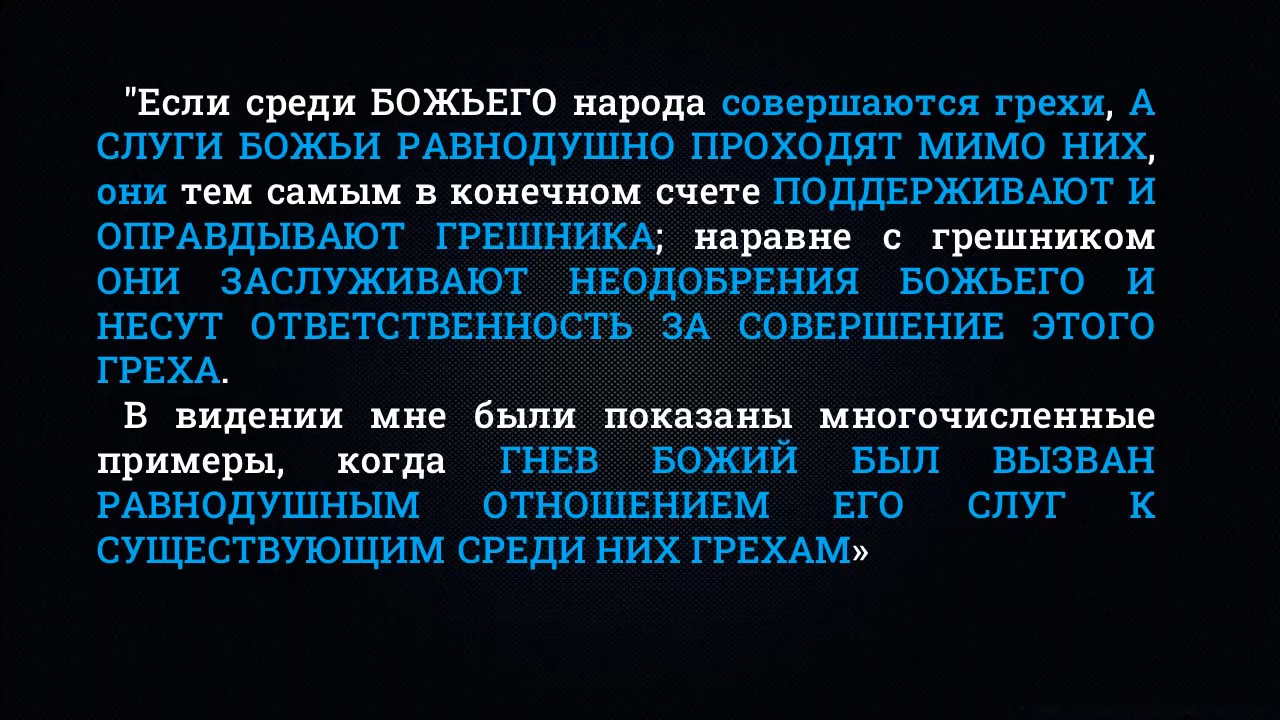 "Если среди БОЖЬЕГО народа совершаются грехи, А
СЛУГИ БОЖЬИ РАВНОДУШНО ПРОХОДЯТ МИМО НИХ,
они тем самым в конечном счете ПОДДЕРЖИВАЮТ И
ОПРАВДЫВАЮТ ГРЕШНИКА; наравне с грешником
ОНИ ЗАСЛУЖИВАЮТ НЕОДОБРЕНИЯ БОЖЬЕГО И
НЕСУТ ОТВЕТСТВЕННОСТЬ ЗА СОВЕРШЕНИЕ ЭТОГО
ГРЕХА.
В видении мне были показаны многочисленные
примеры, когда ГНЕВ БОЖИЙ БЫЛ ВЫЗВАН
РАВНОДУШНЫМ ОТНОШЕНИЕМ ЕГО СЛУГ К
СУЩЕСТВУЮЩИМ СРЕДИ НИХ ГРЕХАМ»